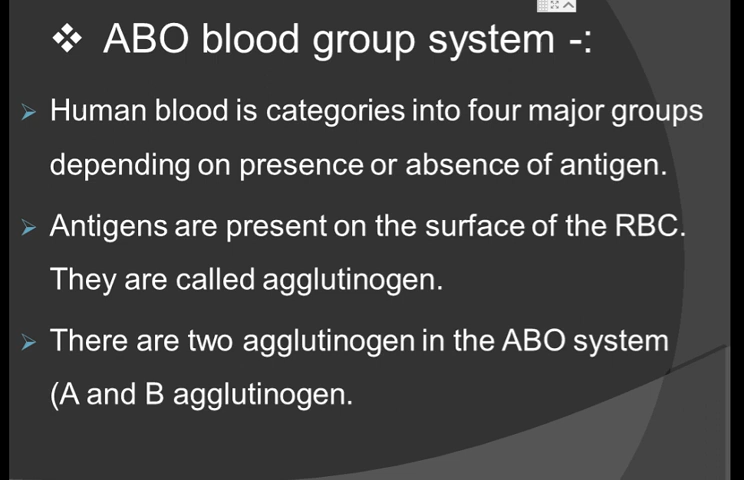 ❖ ABO blood group system -:
➢ Human blood is categories into four major groups
depending on presence or absence of antigen.
➢ Antigens are present on the surface of the RBC.
They are called agglutinogen.
➢ There are two agglutinogen in the ABO system
(A and B agglutinogen.